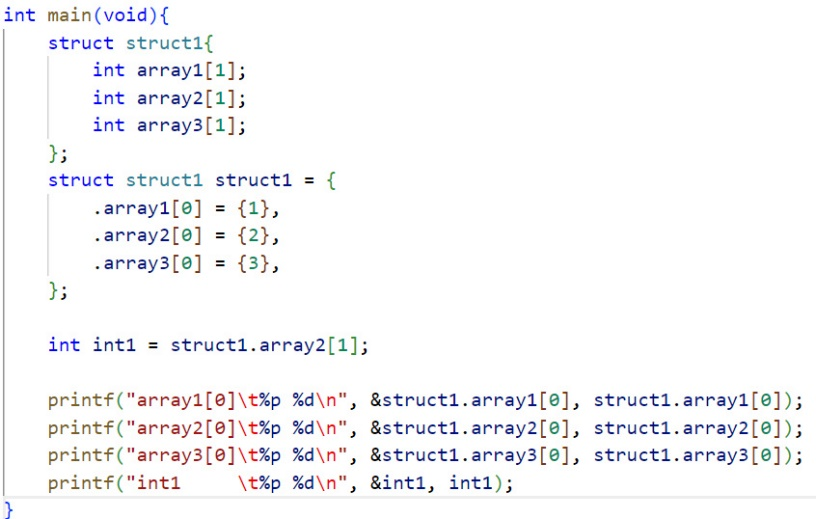 int main(void){
    struct struct1{
        int array1[1];
        int array2[1];
        int array3[1];
    };
    struct struct1 struct1 = {
        .array1[0] = {1},
        .array2[0] = {2},
        .array3[0] = {3},
    };
    int int1 = struct1.array2[1];
    printf("array1[0]\t%p %d\n", &struct1.array1[0], struct1.array1[0]);
    printf("array2[0]\t%p %d\n", &struct1.array2[0], struct1.array2[0]);
    printf("array3[0]\t%p %d\n", &struct1.array3[0], struct1.array3[0]);
    printf("int1     \t%p %d\n", &int1, int1);
}